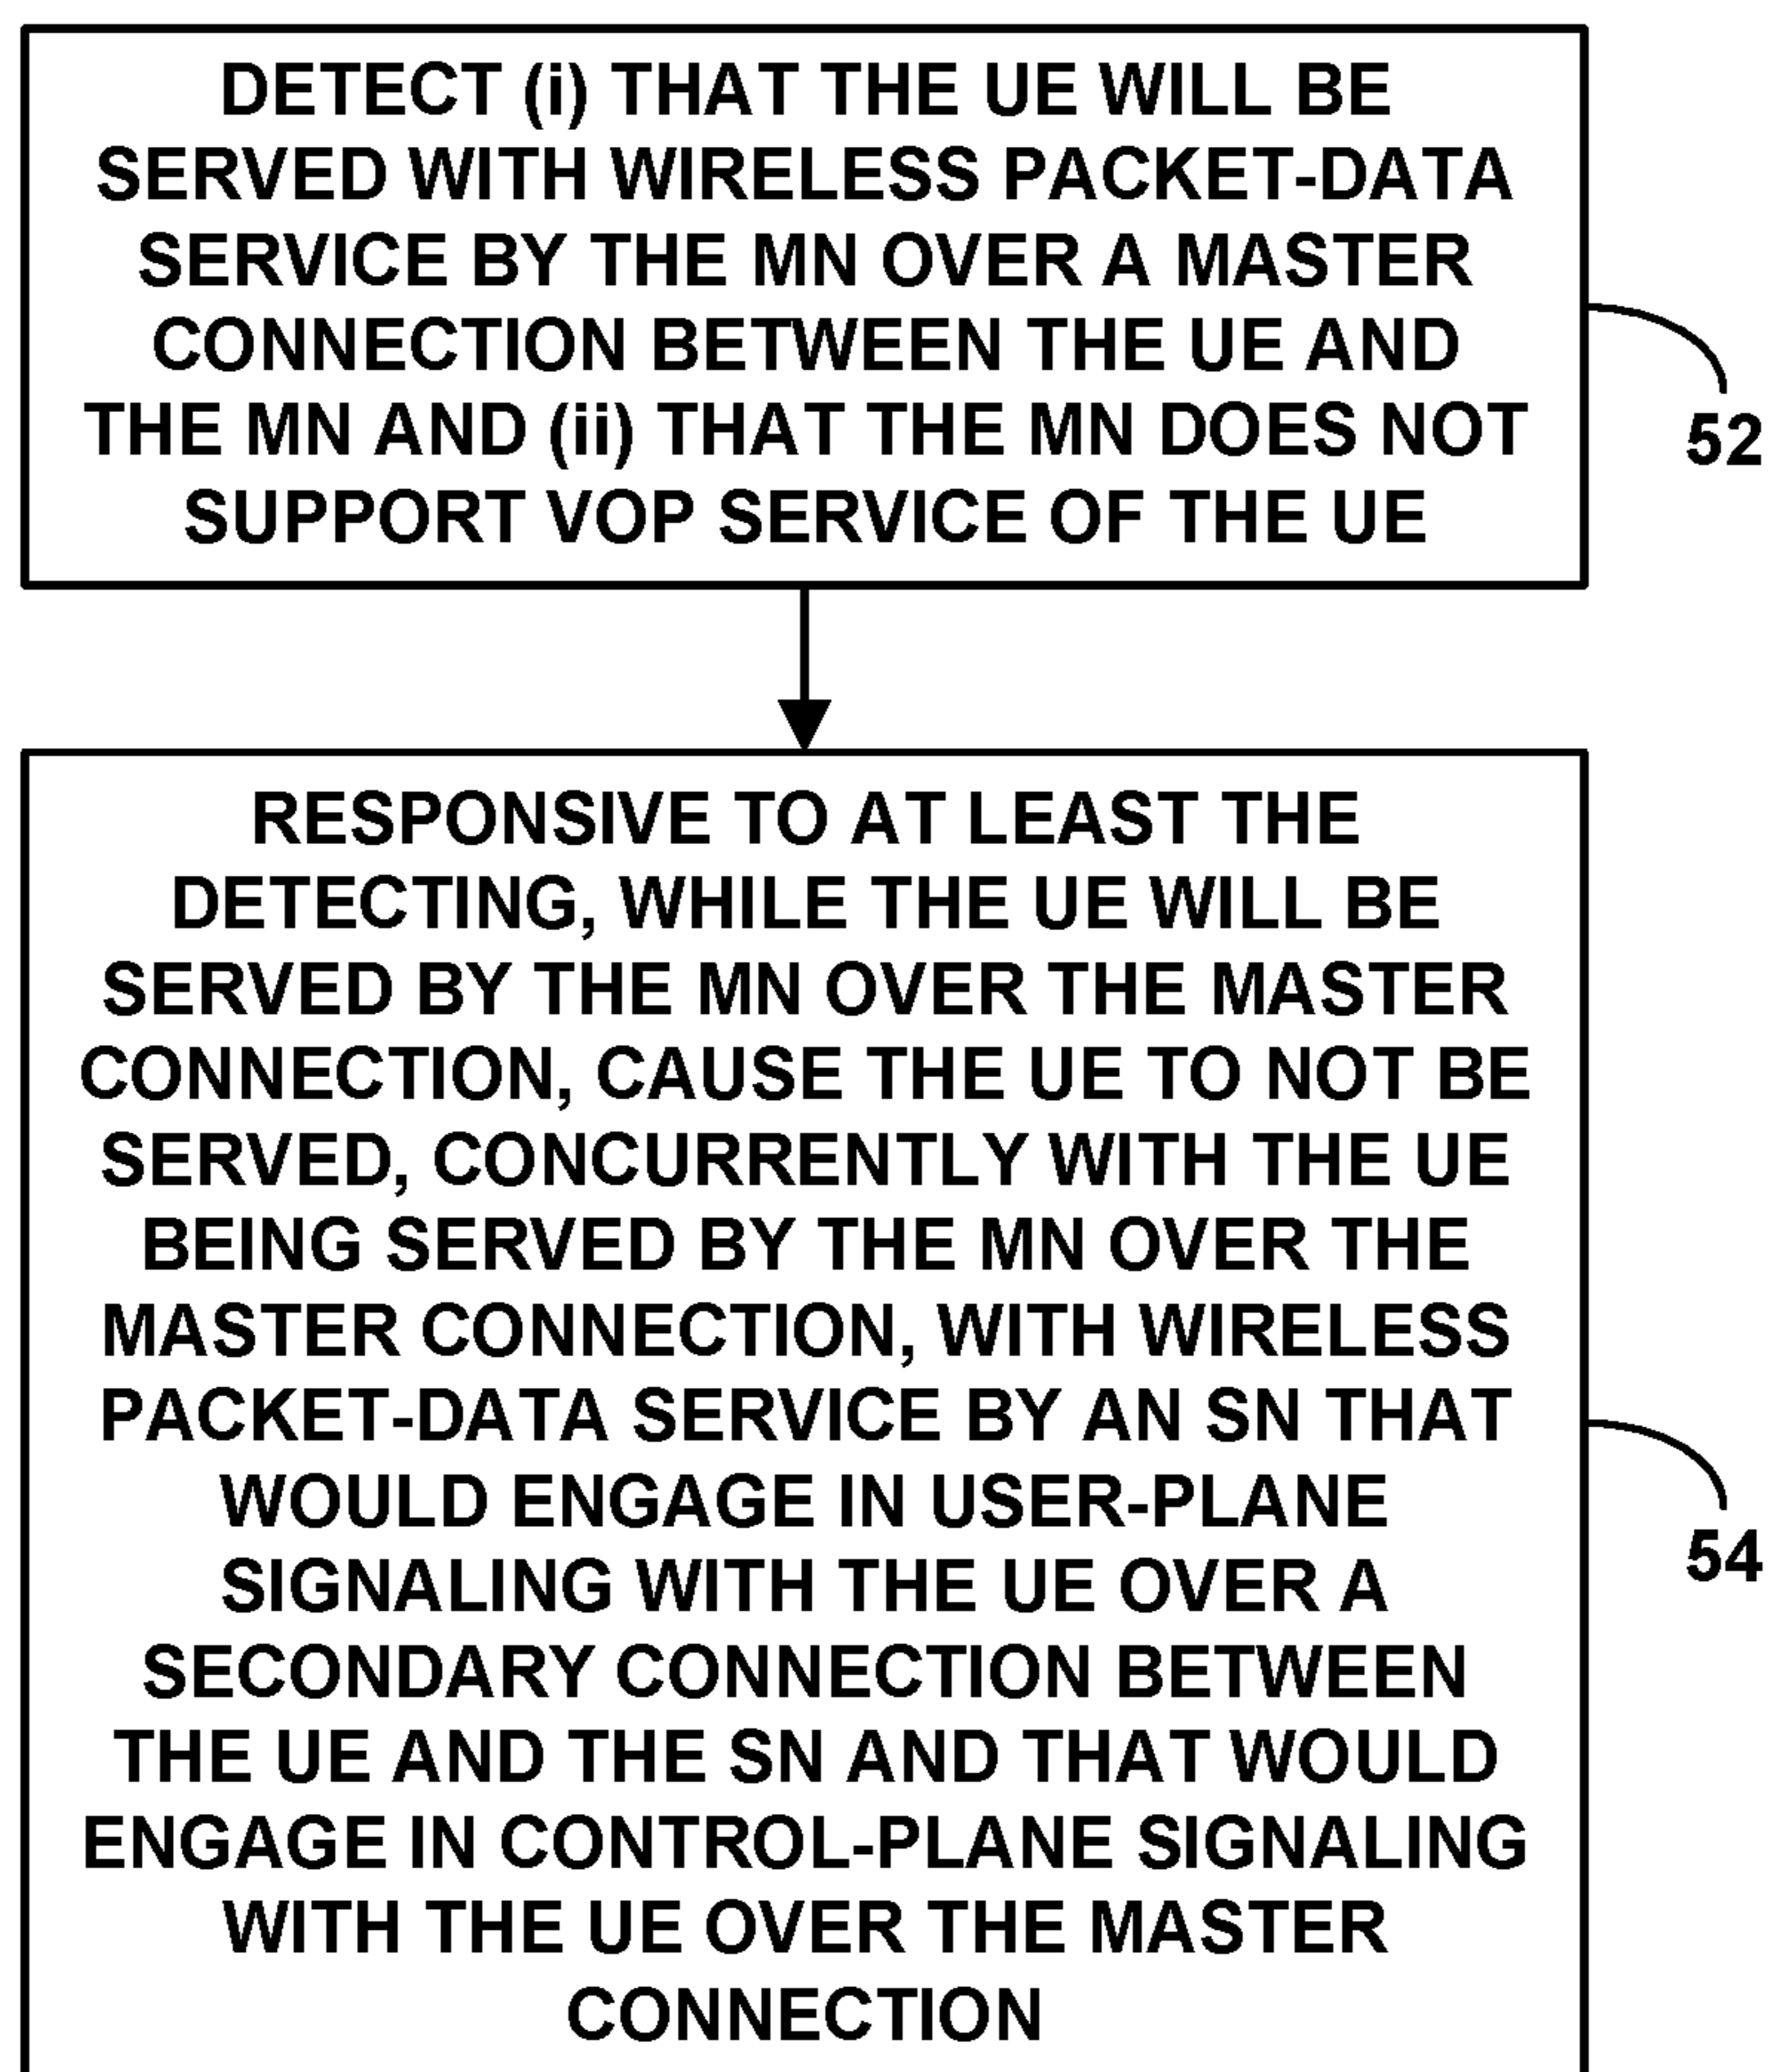 DETECT (i) THAT THE UE WILL BE
SERVED WITH WIRELESS PACKET-DATA
SERVICE BY THE MN OVER A MASTER
CONNECTION BETWEEN THE UE AND
THE MN AND (ii) THAT THE MN DOES NOT
SUPPORT VOP SERVICE OF THE UE
52
RESPONSIVE TO AT LEAST THE
DETECTING, WHILE THE UE WILL BE
SERVED BY THE MN OVER THE MASTER
CONNECTION, CAUSE THE UE TO NOT BE
SERVED, CONCURRENTLY WITH THE UE
BEING SERVED BY THE MN OVER THE
MASTER CONNECTION, WITH WIRELESS
PACKET-DATA SERVICE BY AN SN THAT
WOULD ENGAGE IN USER-PLANE
SIGNALING WITH THE UE OVER A
SECONDARY CONNECTION BETWEEN
THE UE AND THE SN AND THAT WOULD
ENGAGE IN CONTROL-PLANE SIGNALING
WITH THE UE OVER THE MASTER
CONNECTION
54